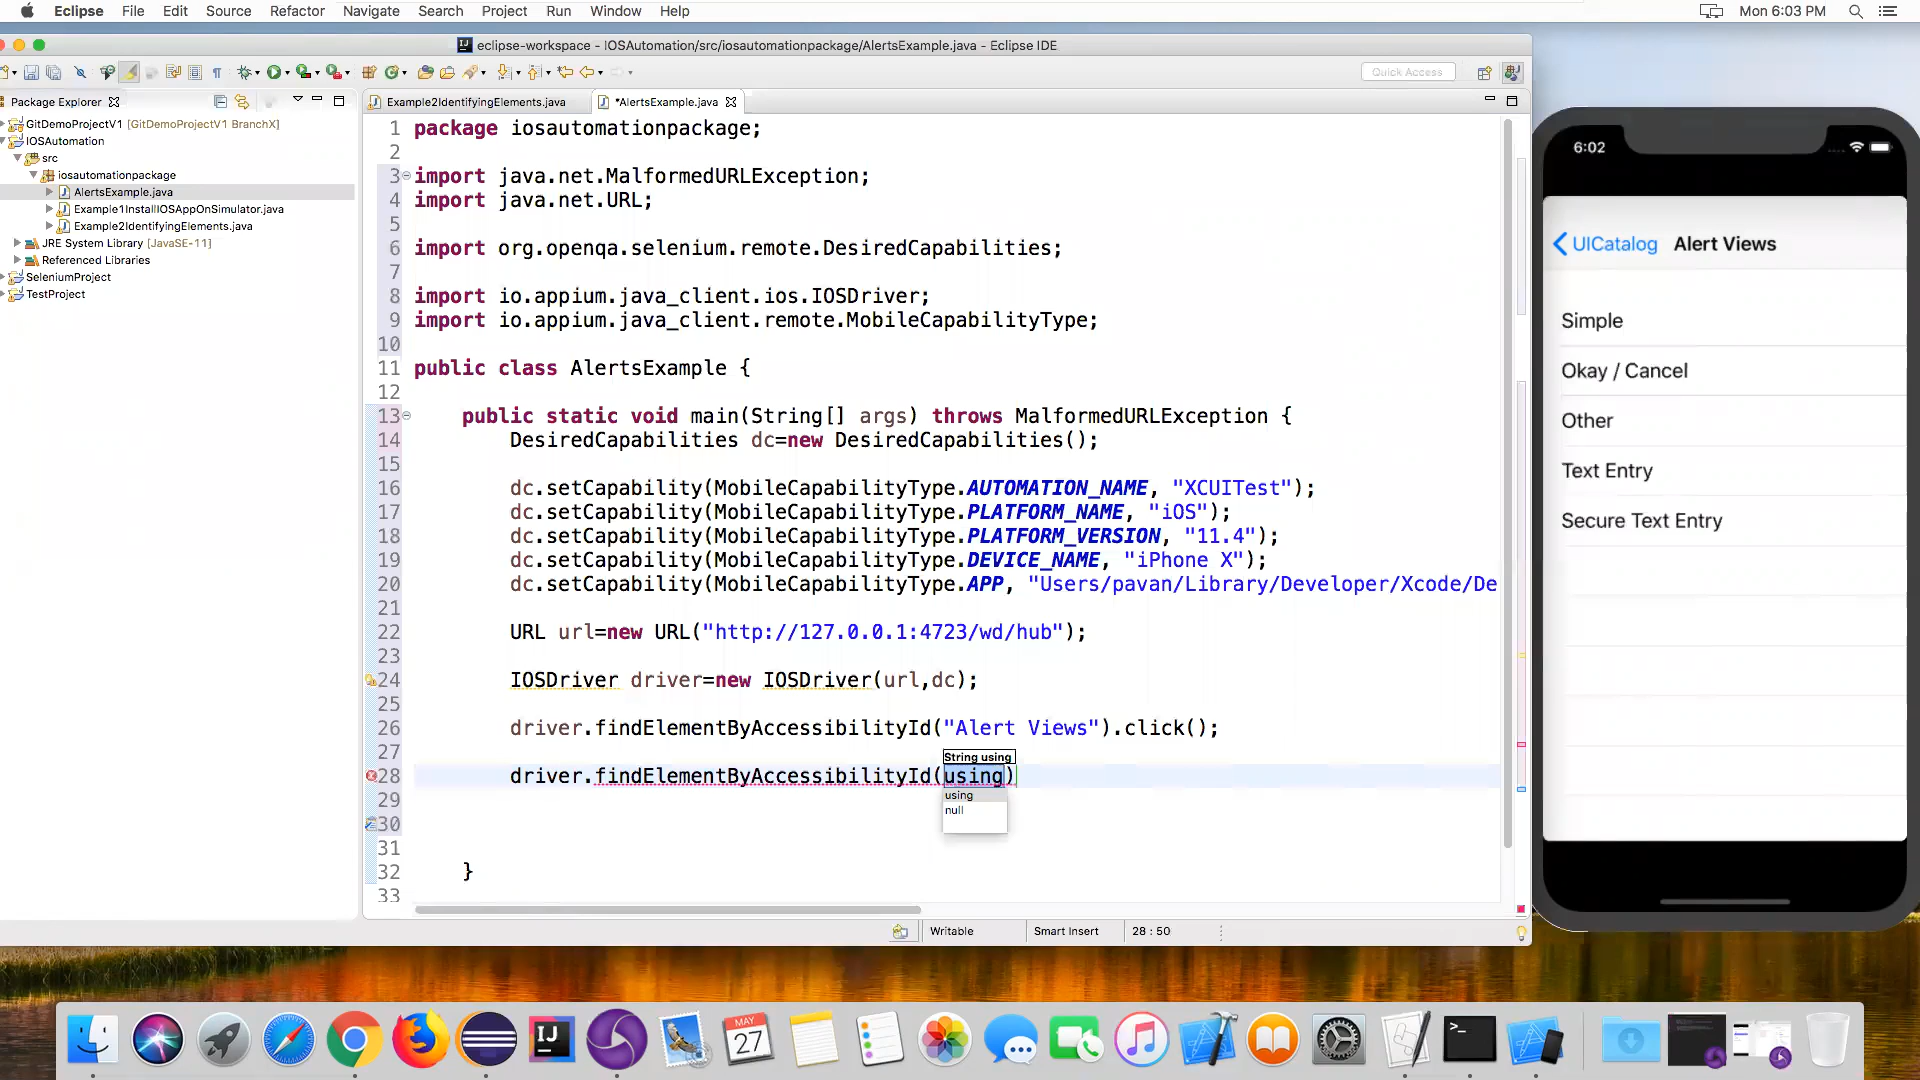 Eclipse File Edit Source Refactor Navigate Search Project Run Window Help Mon 6:03 PM
eclipse-workspace - IOSAutomation/src/iosautomationpackage/AlertsExample.java - Eclipse IDE
Quick Access
Package Explorer
GitDemoProjectV1 [GitDemoProjectV1 BranchX]
IOSAutomation
src
iosautomationpackage
AlertsExample.java
Example1InstallIOSAppOnSimulator.java
Example2IdentifyingElements.java
JRE System Library [JavaSE-11]
Referenced Libraries
SeleniumProject
TestProject
Example2IdentifyingElements.java *AlertsExample.java
1 package iosautomationpackage;
2
3 import java.net.MalformedURLException;
4 import java.net.URL;
5
6 import org.openqa.selenium.remote.DesiredCapabilities;
7
8 import io.appium.java_client.ios.IOSDriver;
9 import io.appium.java_client.remote.MobileCapabilityType;
10
11 public class AlertsExample {
12
13 public static void main(String[] args) throws MalformedURLException {
14 DesiredCapabilities dc=new DesiredCapabilities();
15
16 dc.setCapability(MobileCapabilityType.AUTOMATION_NAME, "XCUITest");
17 dc.setCapability(MobileCapabilityType.PLATFORM_NAME, "iOS");
18 dc.setCapability(MobileCapabilityType.PLATFORM_VERSION, "11.4");
19 dc.setCapability(MobileCapabilityType.DEVICE_NAME, "iPhone X");
20 dc.setCapability(MobileCapabilityType.APP, "Users/pavan/Library/Developer/Xcode/De
21
22 URL url=new URL("http://127.0.0.1:4723/wd/hub");
23
24 IOSDriver driver=new IOSDriver(url,dc);
25
26 driver.findElementByAccessibilityId("Alert Views").click();
27
String using
28 driver.findElementByAccessibilityId(using)
using
null
29
30
31
32 }
33
Writable Smart Insert 28 : 50
6:02
UICatalog Alert Views
Simple
Okay / Cancel
Other
Text Entry
Secure Text Entry
MAY
27
IJ
>_